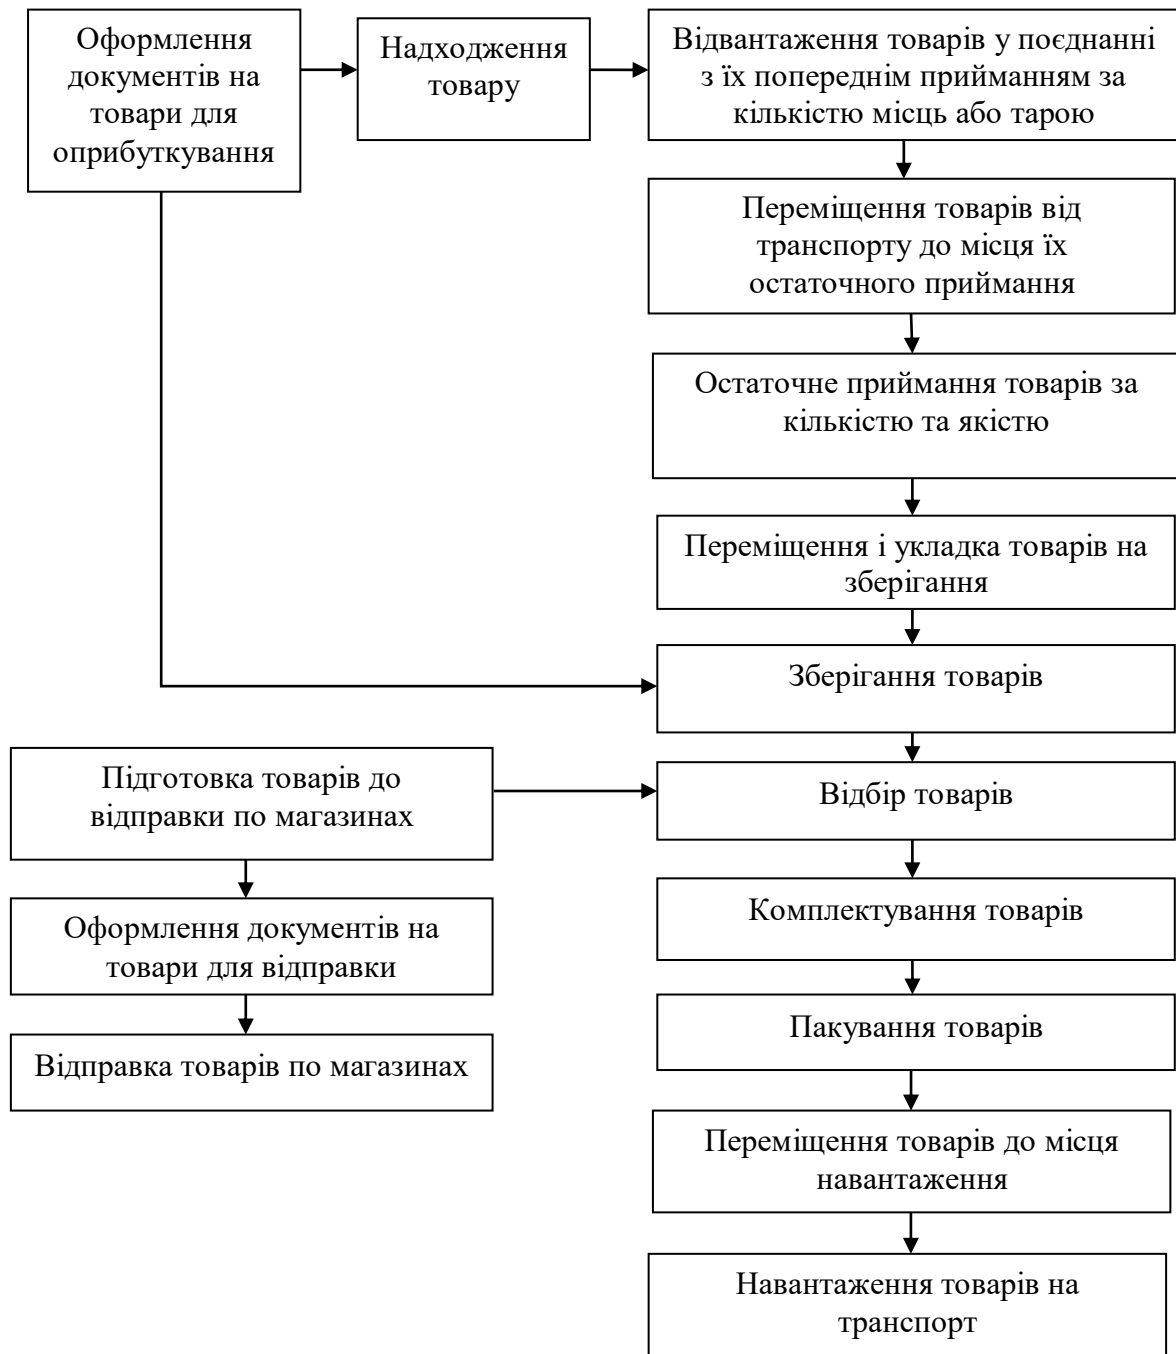 Оформлення
документів на
товари для
оприбуткування
Надходження
товару
Відвантаження товарів у поєднанні
з їх попереднім прийманням за
кількістю місць або тарою
Переміщення товарів від
транспорту до місця їх
остаточного приймання
Остаточне приймання товарів за
кількістю та якістю
Переміщення і укладка товарів на
зберігання
Зберігання товарів
Підготовка товарів до
відправки по магазинах
Відбір товарів
Оформлення документів на
товари для відправки
Комплектування товарів
Відправка товарів по магазинах
Пакування товарів
Переміщення товарів до місця
навантаження
Навантаження товарів на
транспорт